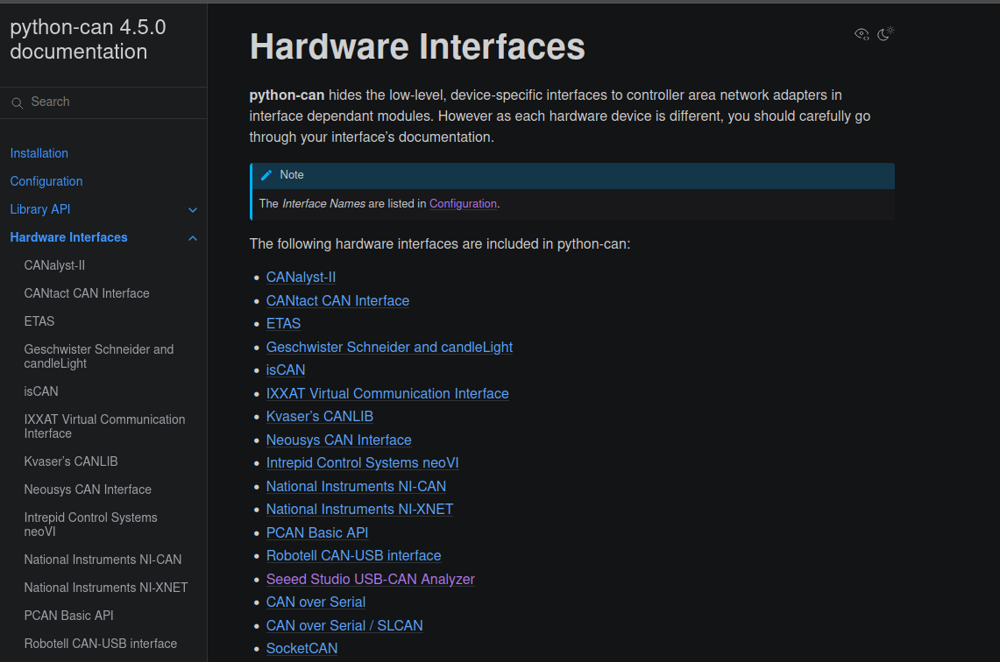 python-can 4.5.0
documentation
Search
Installation
Configuration
Library API
Hardware Interfaces
CANalyst-II
CANtact CAN Interface
ETAS
Geschwister Schneider and
candleLight
isCAN
IXXAT Virtual Communication
Interface
Kvaser’s CANLIB
Neousys CAN Interface
Intrepid Control Systems
neoVI
National Instruments NI-CAN
National Instruments NI-XNET
PCAN Basic API
Robotell CAN-USB interface
Hardware Interfaces
python-can hides the low-level, device-specific interfaces to controller area network adapters in
interface dependant modules. However as each hardware device is different, you should carefully go
through your interface’s documentation.
Note
The Interface Names are listed in Configuration.
The following hardware interfaces are included in python-can:
• CANalyst-II
• CANtact CAN Interface
• ETAS
• Geschwister Schneider and candleLight
• isCAN
• IXXAT Virtual Communication Interface
• Kvaser’s CANLIB
• Neousys CAN Interface
• Intrepid Control Systems neoVI
• National Instruments NI-CAN
• National Instruments NI-XNET
• PCAN Basic API
• Robotell CAN-USB interface
• Seeed Studio USB-CAN Analyzer
• CAN over Serial
• CAN over Serial / SLCAN
• SocketCAN